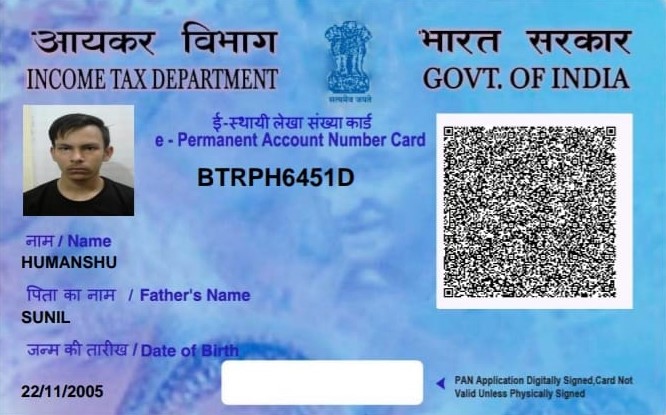 आयकर विभाग
INCOME TAX DEPARTMENT
भारत सरकार
GOVT. OF INDIA
सत्यमेव जयते
ई-स्थायी लेखा संख्या कार्ड
e - Permanent Account Number Card
BTRPH6451D
नाम / Name
HUMANSHU
पिता का नाम / Father's Name
SUNIL
जन्म की तारीख / Date of Birth
22/11/2005
PAN Application Digitally Signed,Card Not
Valid Unless Physically Signed